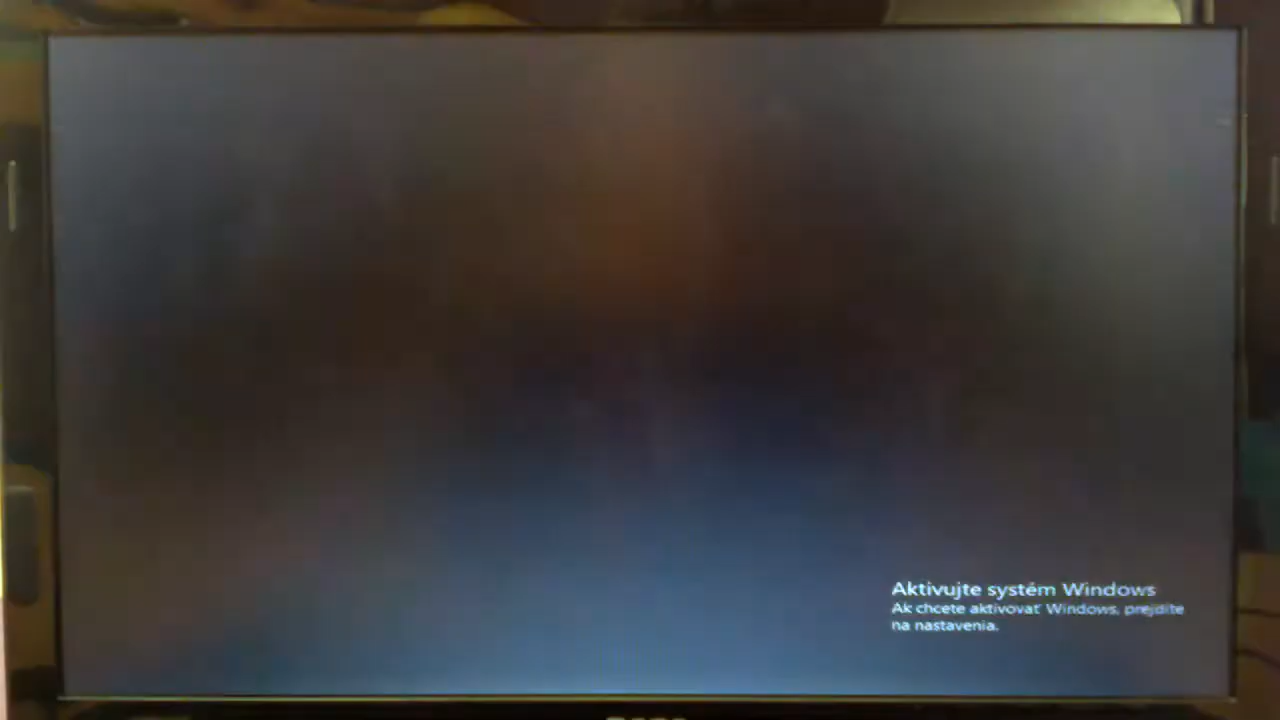 Aktivujte systém Windows
Ak chcete aktivovať Windows, prejdite
na nastavenia.